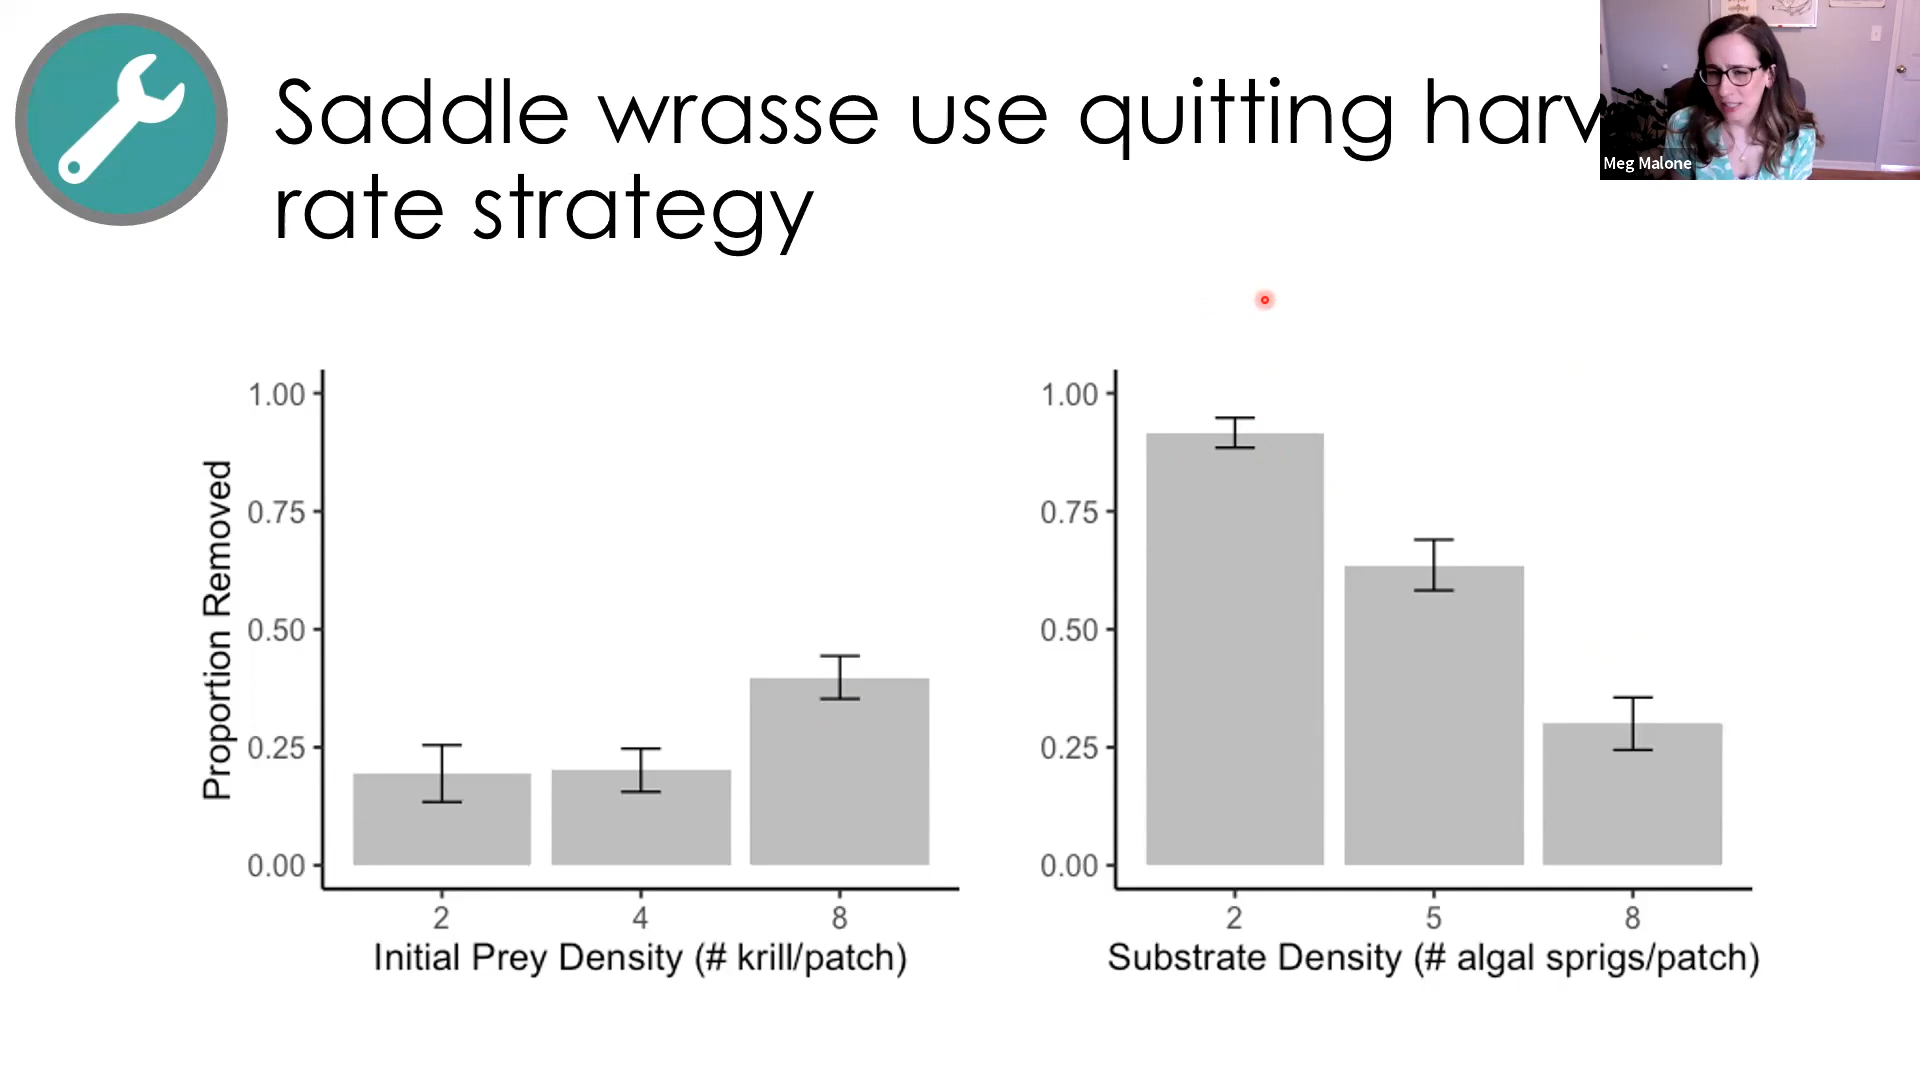 Saddle wrasse use quitting harv
rate strategy
Meg Malone
Proportion Removed
1.00
0.75
0.50
0.25
0.00
2
4
8
Initial Prey Density (# krill/patch)
1.00
0.75
0.50
0.25
0.00
2
5
8
Substrate Density (# algal sprigs/patch)